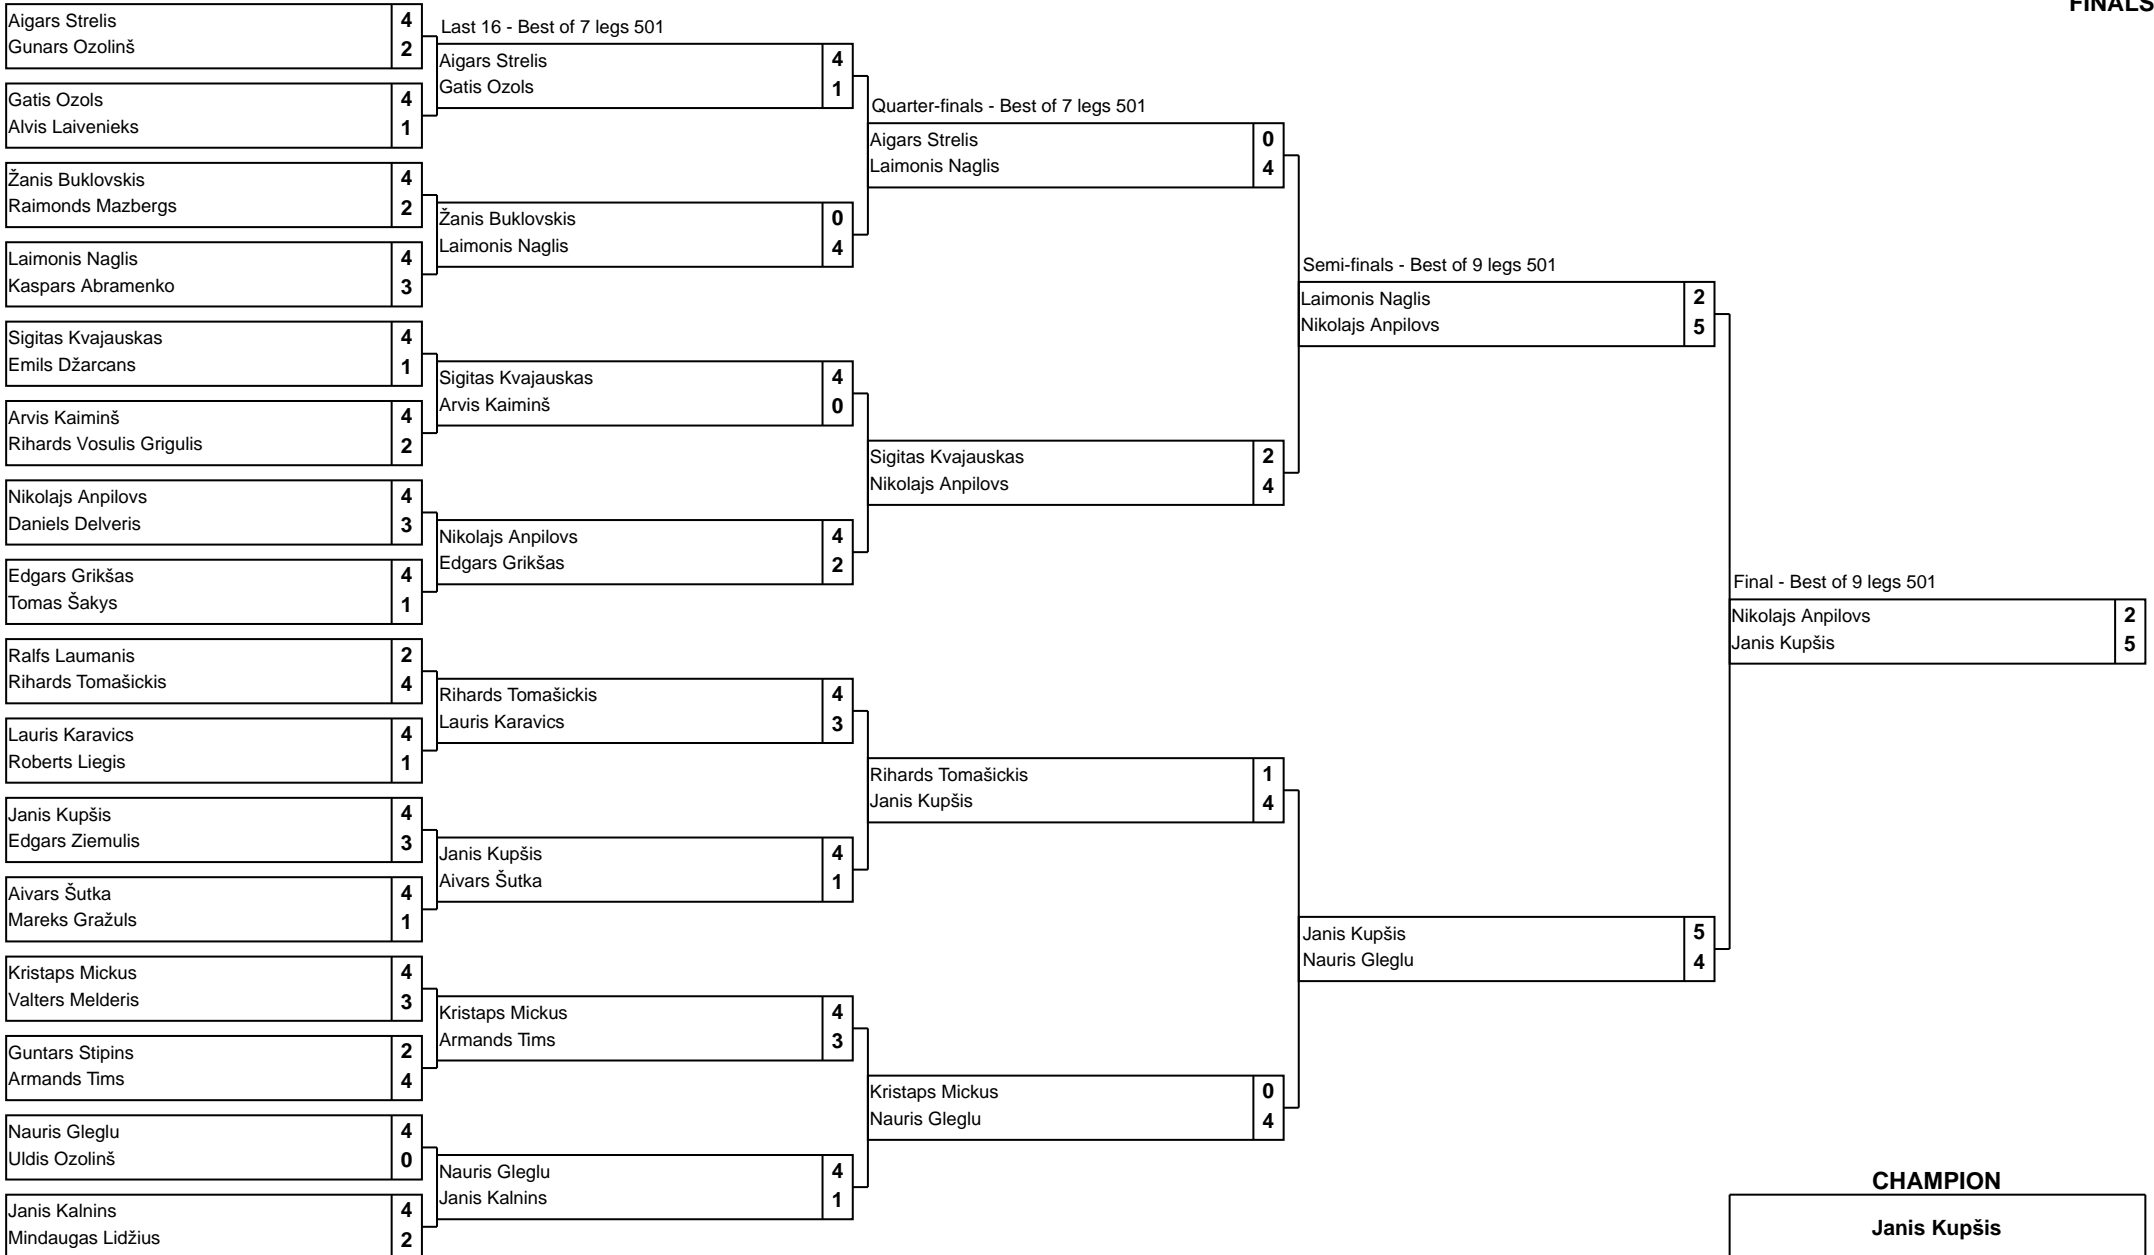 FINALS
Aigars Strelis 4
Gunars Ozolinš 2
Gatis Ozols 4
Alvis Laivenieks 1
Žanis Buklovskis 4
Raimonds Mazbergs 2
Laimonis Naglis 4
Kaspars Abramenko 3
Sigitas Kvajauskas 4
Emils Džarcans 1
Arvis Kaiminš 4
Rihards Vosulis Grigulis 2
Nikolajs Anpilovs 4
Daniels Delveris 3
Edgars Grikšas 4
Tomas Šakys 1
Ralfs Laumanis 2
Rihards Tomašickis 4
Lauris Karavics 4
Roberts Liegis 1
Janis Kupšis 4
Edgars Ziemulis 3
Aivars Šutka 4
Mareks Gražuls 1
Kristaps Mickus 4
Valters Melderis 3
Guntars Stipins 2
Armands Tims 4
Nauris Gleglu 4
Uldis Ozolinš 0
Janis Kalnins 4
Mindaugas Lidžius 2
Last 16 - Best of 7 legs 501
Aigars Strelis 4
Gatis Ozols 1
Žanis Buklovskis 0
Laimonis Naglis 4
Sigitas Kvajauskas 4
Arvis Kaiminš 0
Nikolajs Anpilovs 4
Edgars Grikšas 2
Rihards Tomašickis 4
Lauris Karavics 3
Janis Kupšis 4
Aivars Šutka 1
Kristaps Mickus 4
Armands Tims 3
Nauris Gleglu 4
Janis Kalnins 1
Quarter-finals - Best of 7 legs 501
Aigars Strelis 0
Laimonis Naglis 4
Sigitas Kvajauskas 2
Nikolajs Anpilovs 4
Rihards Tomašickis 1
Janis Kupšis 4
Kristaps Mickus 0
Nauris Gleglu 4
Semi-finals - Best of 9 legs 501
Laimonis Naglis 2
Nikolajs Anpilovs 5
Janis Kupšis 5
Nauris Gleglu 4
Final - Best of 9 legs 501
Nikolajs Anpilovs 2
Janis Kupšis 5
CHAMPION
Janis Kupšis